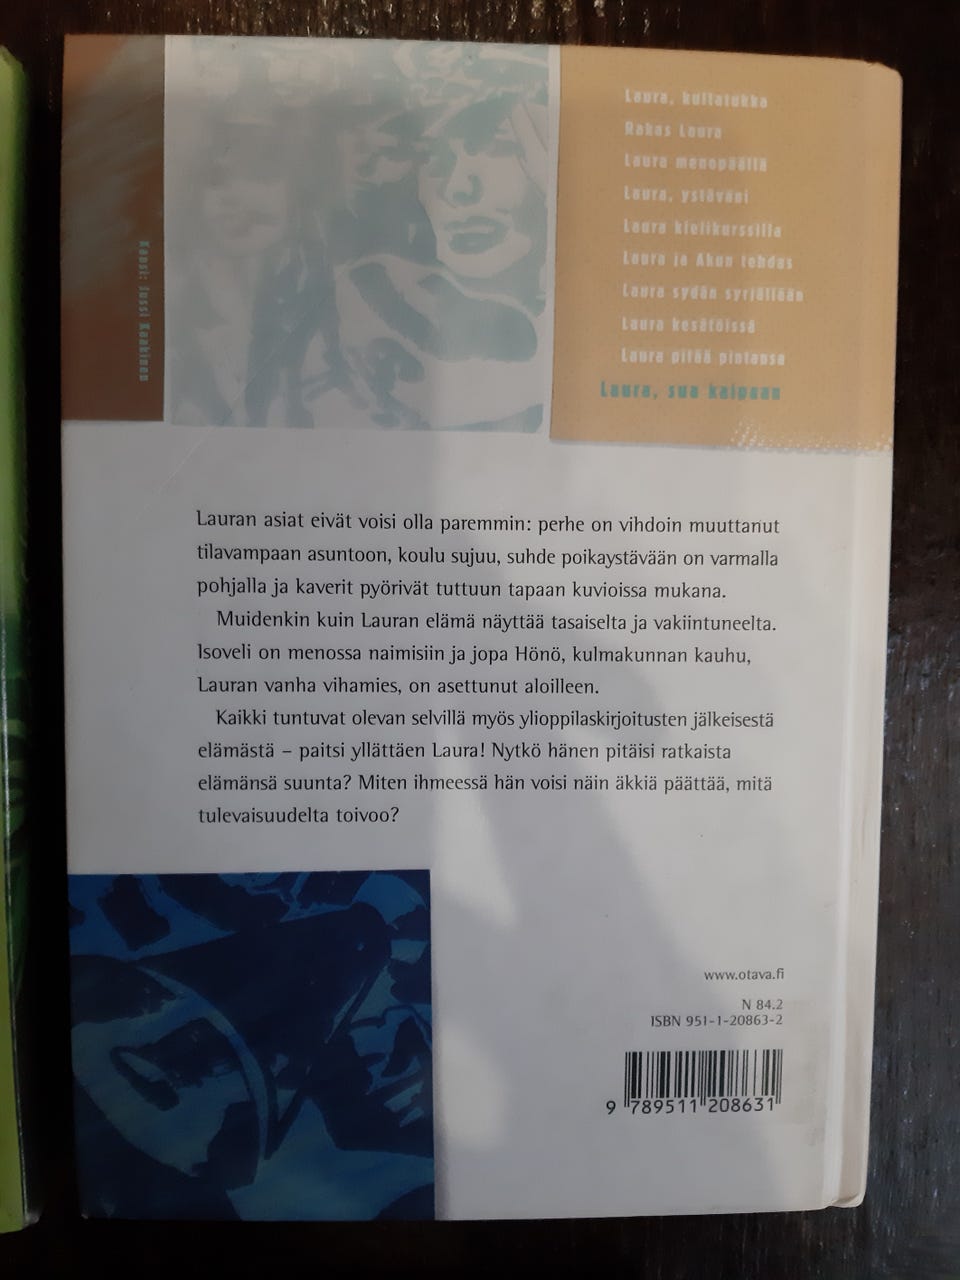 Laura, kultatukka
Rakas Laura
Laura menopäällä
Laura, ystäväni
Laura kielikurssilla
Laura ja Akun tehdas
Laura sydän syrjällään
Laura kesätöissä
Laura pitää pintansa
Laura, sua kaipaan
Kansi: Jussi Kaakinen
Lauran asiat eivät voisi olla paremmin: perhe on vihdoin muuttanut
tilavampaan asuntoon, koulu sujuu, suhde poikaystävään on varmalla
pohjalla ja kaverit pyörivät tuttuun tapaan kuvioissa mukana.
Muidenkin kuin Lauran elämä näyttää tasaiselta ja vakiintuneelta.
Isoveli on menossa naimisiin ja jopa Hönö, kulmakunnan kauhu,
Lauran vanha vihamies, on asettunut aloilleen.
Kaikki tuntuvat olevan selvillä myös ylioppilaskirjoitusten jälkeisestä
elämästä – paitsi yllättäen Laura! Nytkö hänen pitäisi ratkaista
elämänsä suunta? Miten ihmeessä hän voisi näin äkkiä päättää, mitä
tulevaisuudelta toivoo?
www.otava.fi
N 84.2
ISBN 951-1-20863-2
9 789511 208631